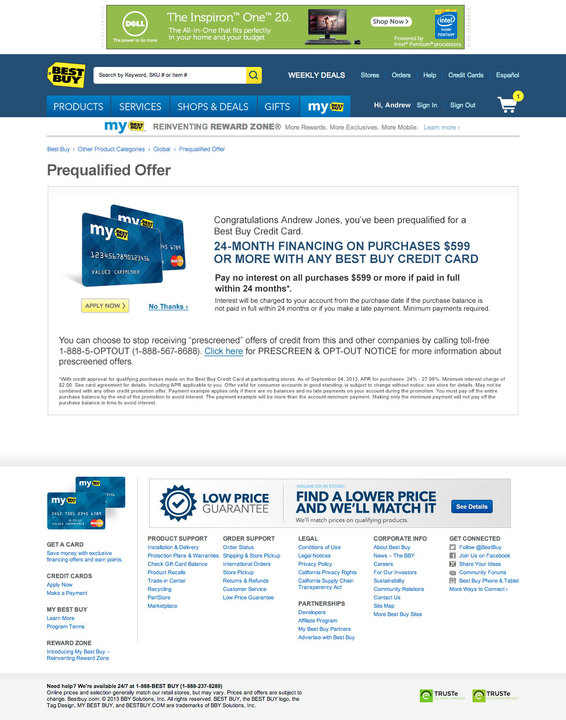 DELL
The power to do more
The Inspiron™ One™ 20.
The All-in-One that fits perfectly
in your home and your budget
Shop Now ›
Powered by
Intel® Pentium® processors.
intel inside™
PENTIUM
BEST BUY
Search by Keyword, SKU # or Item #
WEEKLY DEALS
Stores Orders Help Credit Cards Español
PRODUCTS SERVICES SHOPS & DEALS GIFTS my BEST BUY
Hi, Andrew Sign In Sign Out
1
my BEST BUY REINVENTING REWARD ZONE® More Rewards. More Exclusives. More Mobile. Learn more ›
Best Buy › Other Product Categories › Global › Prequalified Offer
Prequalified Offer
my BEST BUY
my BEST BUY
6789
1234567890123456
VALUED CARDMEMBER
MasterCard
APPLY NOW ›
No Thanks ›
Congratulations Andrew Jones, you've been prequalified for a
Best Buy Credit Card.
24-MONTH FINANCING ON PURCHASES $599
OR MORE WITH ANY BEST BUY CREDIT CARD
Pay no interest on all purchases $599 or more if paid in full
within 24 months*.
Interest will be charged to your account from the purchase date if the purchase balance is
not paid in full within 24 months or if you make a late payment. Minimum payments required.
You can choose to stop receiving “prescreened” offers of credit from this and other companies by calling toll-free
1-888-5-OPTOUT (1-888-567-8688). Click here for PRESCREEN & OPT-OUT NOTICE for more information about
prescreened offers.
*With credit approval for qualifying purchases made on the Best Buy Credit Card at participating stores. As of September 04, 2013, APR for purchases: 24% - 27.99%. Minimum interest charge of
$2.00. See card agreement for details, including APR applicable to you. Offer valid for consumer accounts in good standing; is subject to change without notice; see store for details. May not be
combined with any other credit promotion offer. Payment example applies only if there are no balances and no late payments on your account during the promotion. You must pay off the entire
purchase balance by the end of the promotion to avoid interest. The payment example will be more than the account minimum payment. Making only the minimum payment will not pay off the
purchase balance in time to avoid interest.
my BEST BUY
my BEST BUY
LOW PRICE
GUARANTEE
ONLINE OR IN STORE:
FIND A LOWER PRICE
AND WE'LL MATCH IT
We'll match prices on qualifying products.
See Details
GET A CARD
Save money with exclusive
financing offers and earn points.
CREDIT CARDS
Apply Now
Make a Payment
MY BEST BUY
Learn More
Program Terms
REWARD ZONE
Introducing My Best Buy –
Reinventing Reward Zone
PRODUCT SUPPORT
Installation & Delivery
Protection Plans & Warranties
Check Gift Card Balance
Product Recalls
Trade-in Center
Recycling
PartStore
Marketplace
ORDER SUPPORT
Order Status
Shipping & Store Pickup
International Orders
Store Pickup
Returns & Refunds
Customer Service
Low Price Guarantee
LEGAL
Conditions of Use
Legal Notices
Privacy Policy
California Privacy Rights
California Supply Chain
Transparency Act
PARTNERSHIPS
Developers
Affiliate Program
My Best Buy Partners
Advertise with Best Buy
CORPORATE INFO
About Best Buy
News – The BBY
Careers
For Our Investors
Sustainability
Community Relations
Contact Us
Site Map
More Best Buy Sites
GET CONNECTED
Follow @BestBuy
Join Us on Facebook
Share Your Ideas
Community Forums
Best Buy Phone & Tablet
More Ways to Connect ›
Need help? We're available 24/7 at 1-888-BEST BUY (1-888-237-8289)
Online prices and selection generally match our retail stores, but may vary. Prices and offers are subject to
change. Bestbuy.com: © 2013 BBY Solutions, Inc. All rights reserved. BEST BUY, the BEST BUY logo, the
Tag Design, MY BEST BUY, and BESTBUY.COM are trademarks of BBY Solutions, Inc.
TRUSTe
TRUSTe